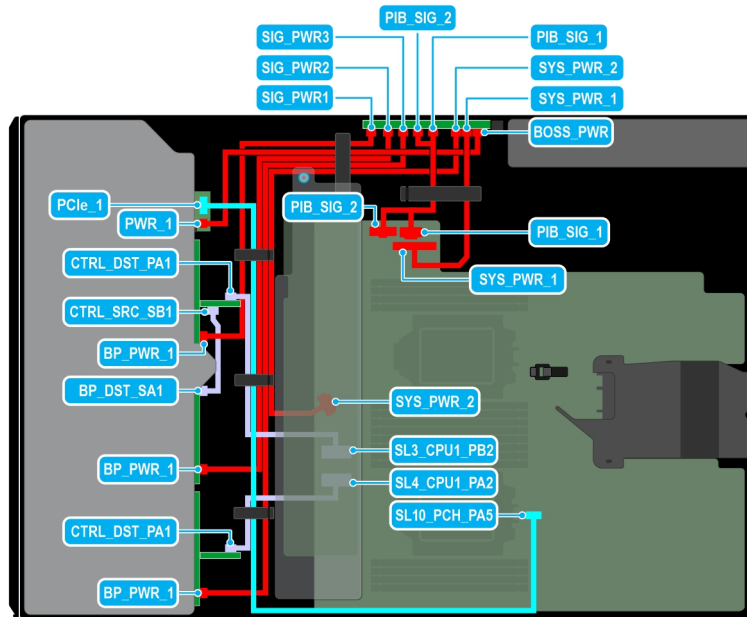 PIB_SIG_2
SIG_PWR3
PIB_SIG_1
SIG_PWR2
SYS_PWR_2
SIG_PWR1
SYS_PWR_1
BOSS_PWR
PCIe_1
PIB_SIG_2
PWR_1
PIB_SIG_1
CTRL_DST_PA1
SYS_PWR_1
CTRL_SRC_SB1
BP_PWR_1
BP_DST_SA1
SYS_PWR_2
SL3_CPU1_PB2
BP_PWR_1
SL4_CPU1_PA2
SL10_PCH_PA5
CTRL_DST_PA1
BP_PWR_1